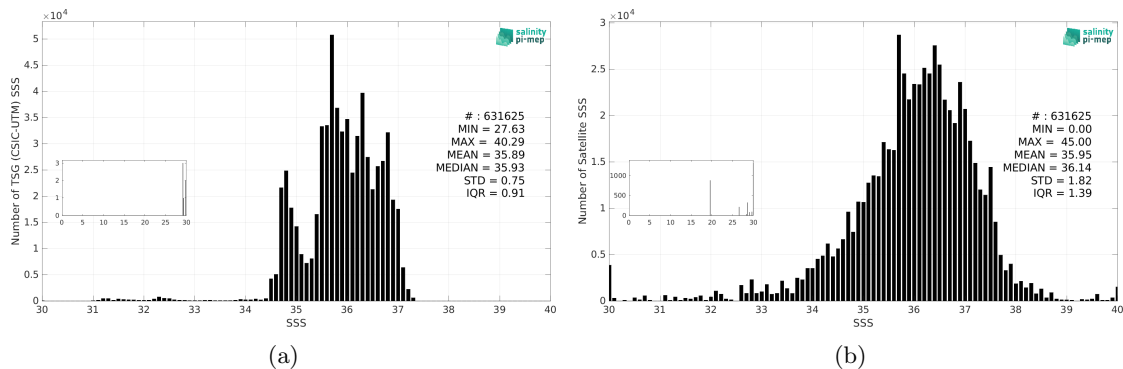 ×10⁴
5
4.5
4
3.5
3
2.5
2
1.5
1
0.5
0
Number of TSG (CSIC-UTM) SSS
30 31 32 33 34 35 36 37 38 39 40
SSS
salinity
pi-mep
# : 631625
MIN = 27.63
MAX = 40.29
MEAN = 35.89
MEDIAN = 35.93
STD = 0.75
IQR = 0.91
3
2
1
0
0 5 10 15 20 25 30
(a)
×10⁴
3
2.5
2
1.5
1
0.5
0
Number of Satellite SSS
30 31 32 33 34 35 36 37 38 39 40
SSS
salinity
pi-mep
# : 631625
MIN = 0.00
MAX = 45.00
MEAN = 35.95
MEDIAN = 36.14
STD = 1.82
IQR = 1.39
1000
500
0
0 5 10 15 20 25 30
(b)